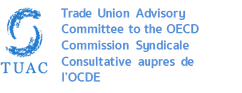 Trade Union Advisory
Committee to the OECD
Commission Syndicale
Consultative aupres de
l'OCDE
TUAC